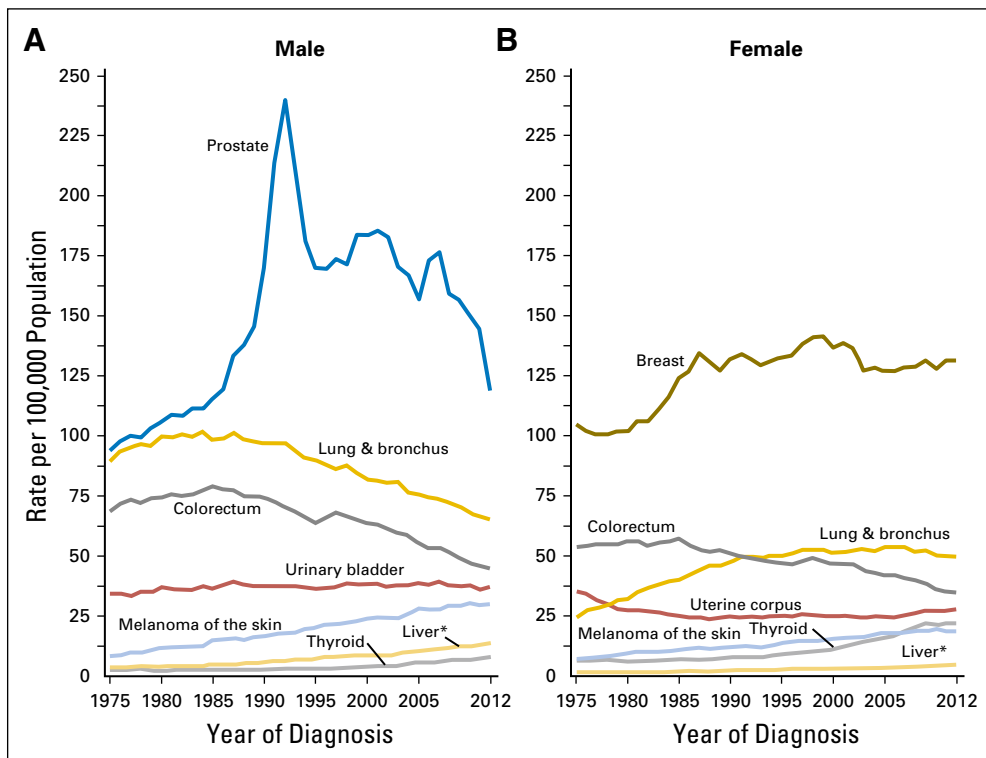 A
Male
B
Female
Rate per 100,000 Population
250
225
200
175
150
125
100
75
50
25
0
Prostate
Lung & bronchus
Colorectum
Urinary bladder
Melanoma of the skin
Thyroid
Liver*
1975 1980 1985 1990 1995 2000 2005 2012
Year of Diagnosis
250
225
200
175
150
125
100
75
50
25
0
Breast
Colorectum
Lung & bronchus
Uterine corpus
Melanoma of the skin
Thyroid
Liver*
1975 1980 1985 1990 1995 2000 2005 2012
Year of Diagnosis